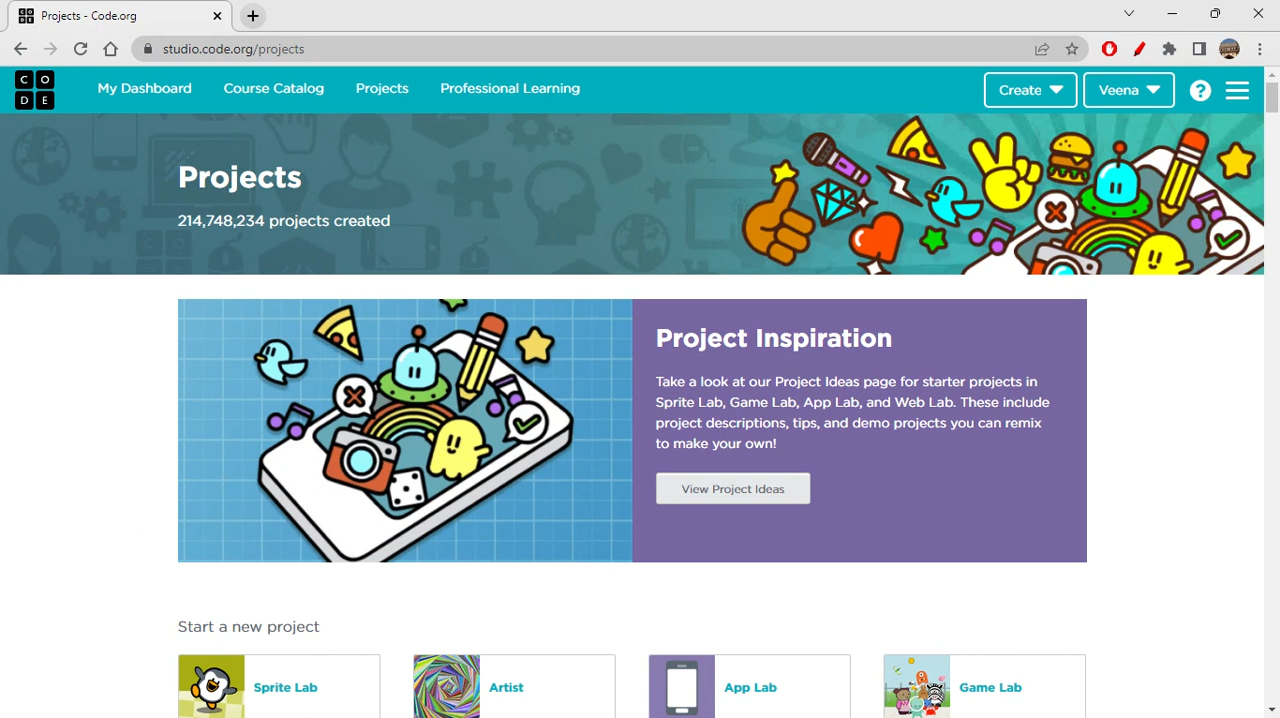 Projects - Code.org
studio.code.org/projects
CODE
My Dashboard Course Catalog Projects Professional Learning Create Veena ?
Projects
214,748,234 projects created
Project Inspiration
Take a look at our Project Ideas page for starter projects in
Sprite Lab, Game Lab, App Lab, and Web Lab. These include
project descriptions, tips, and demo projects you can remix
to make your own!
View Project Ideas
Start a new project
Sprite Lab Artist App Lab Game Lab